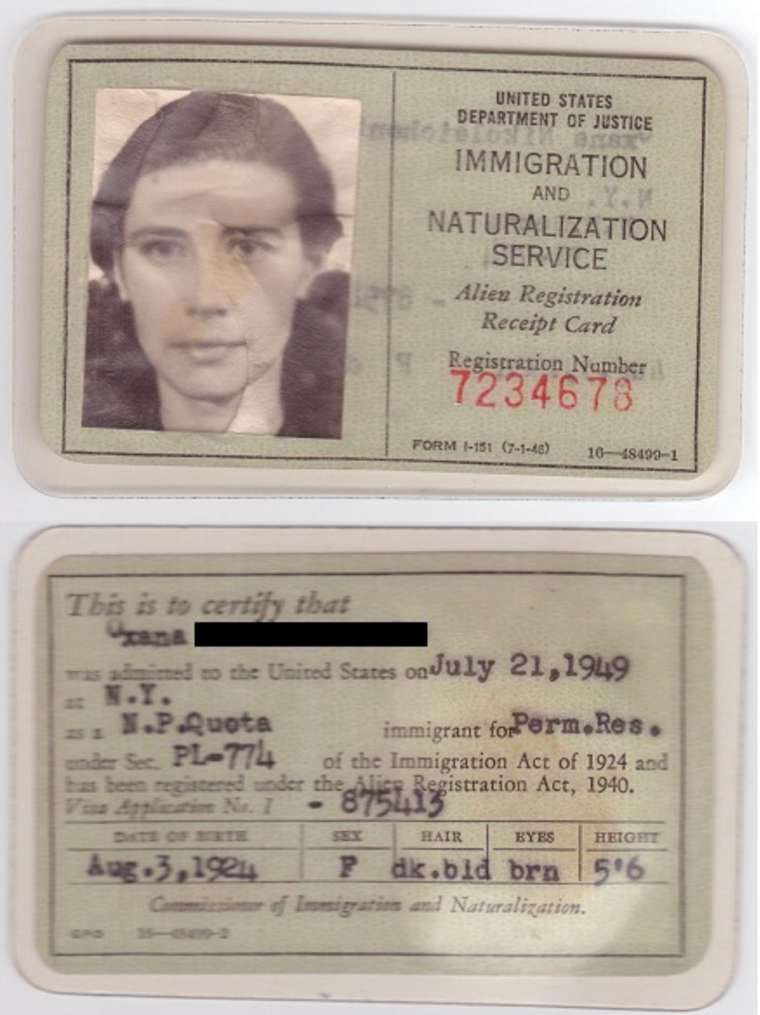 UNITED STATES
DEPARTMENT OF JUSTICE
IMMIGRATION
AND
NATURALIZATION
SERVICE
Alien Registration
Receipt Card
Registration Number
7234678
FORM I-151 (7-1-46) 16—48499-1
This is to certify that
Oxana
was admitted to the United States on July 21,1949
at N.Y.
as a N.P.Quota immigrant for Perm.Res.
under Sec. PL-774 of the Immigration Act of 1924 and
has been registered under the Alien Registration Act, 1940.
Visa Application No. I - 875413
DATE OF BIRTH SEX HAIR EYES HEIGHT
Aug.3,1924 F dk.bld brn 5'6
Commissioner of Immigration and Naturalization.
GPO 16—48499-2